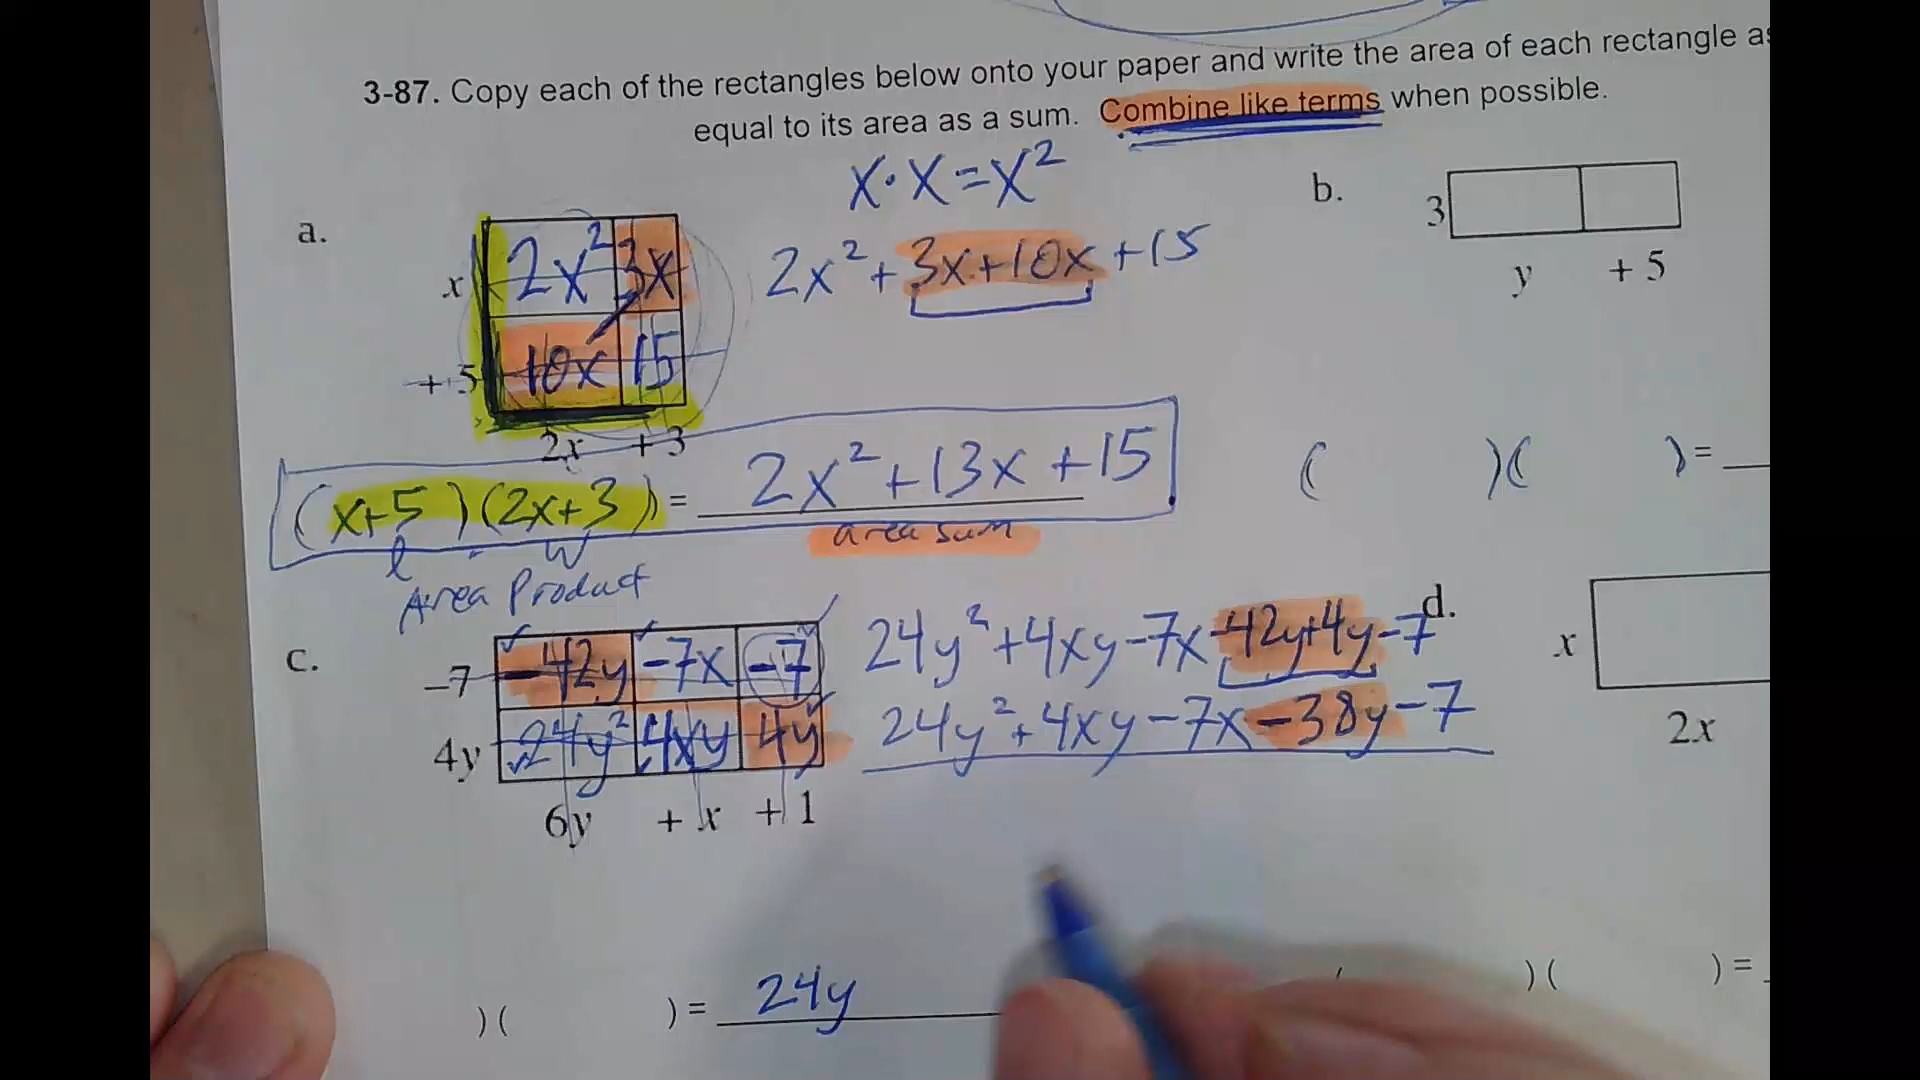 3-87. Copy each of the rectangles below onto your paper and write the area of each rectangle as
equal to its area as a sum. Combine like terms when possible.
x·x=x²
a.
x
2x² 3x
2x²+3x+10x+15
+5
10x 15
2x +3
(x+5)(2x+3)= 2x²+13x+15
l w
area sum
Area Product
b.
3
y +5
( )( )=
c.
-7
-42y -7x -7
24y²+4xy-7x-42y+4y-7
4y
24y² 4xy 4y
24y²+4xy-7x-38y-7
6y +x +1
)( )= 24y
d.
x
2x
)( )=